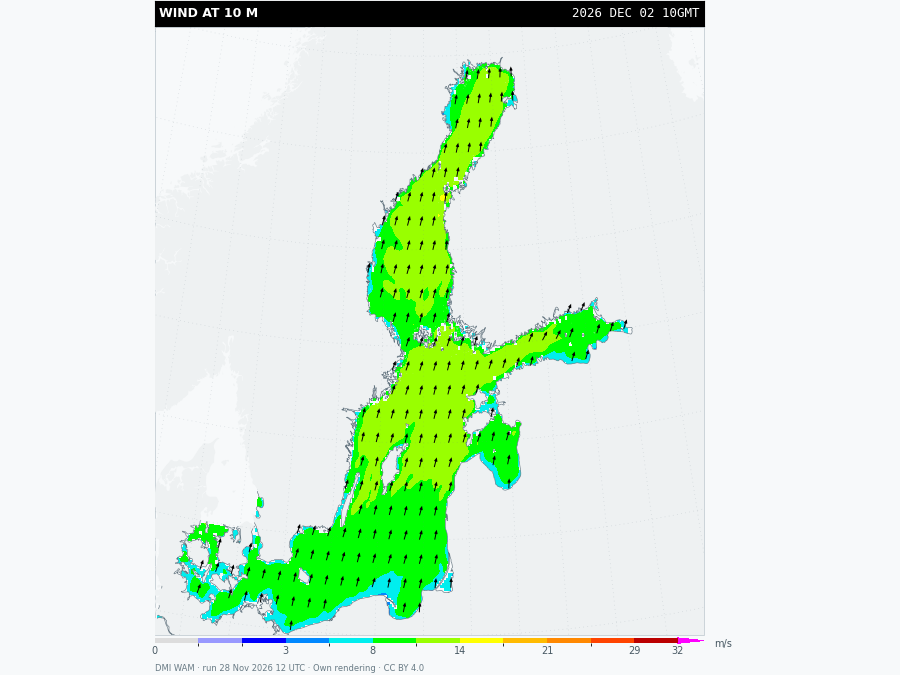 WIND AT 10 M 2026 DEC 02 10GMT
0 3 8 14 21 29 32 m/s
DMI WAM · run 28 Nov 2026 12 UTC · Own rendering · CC BY 4.0